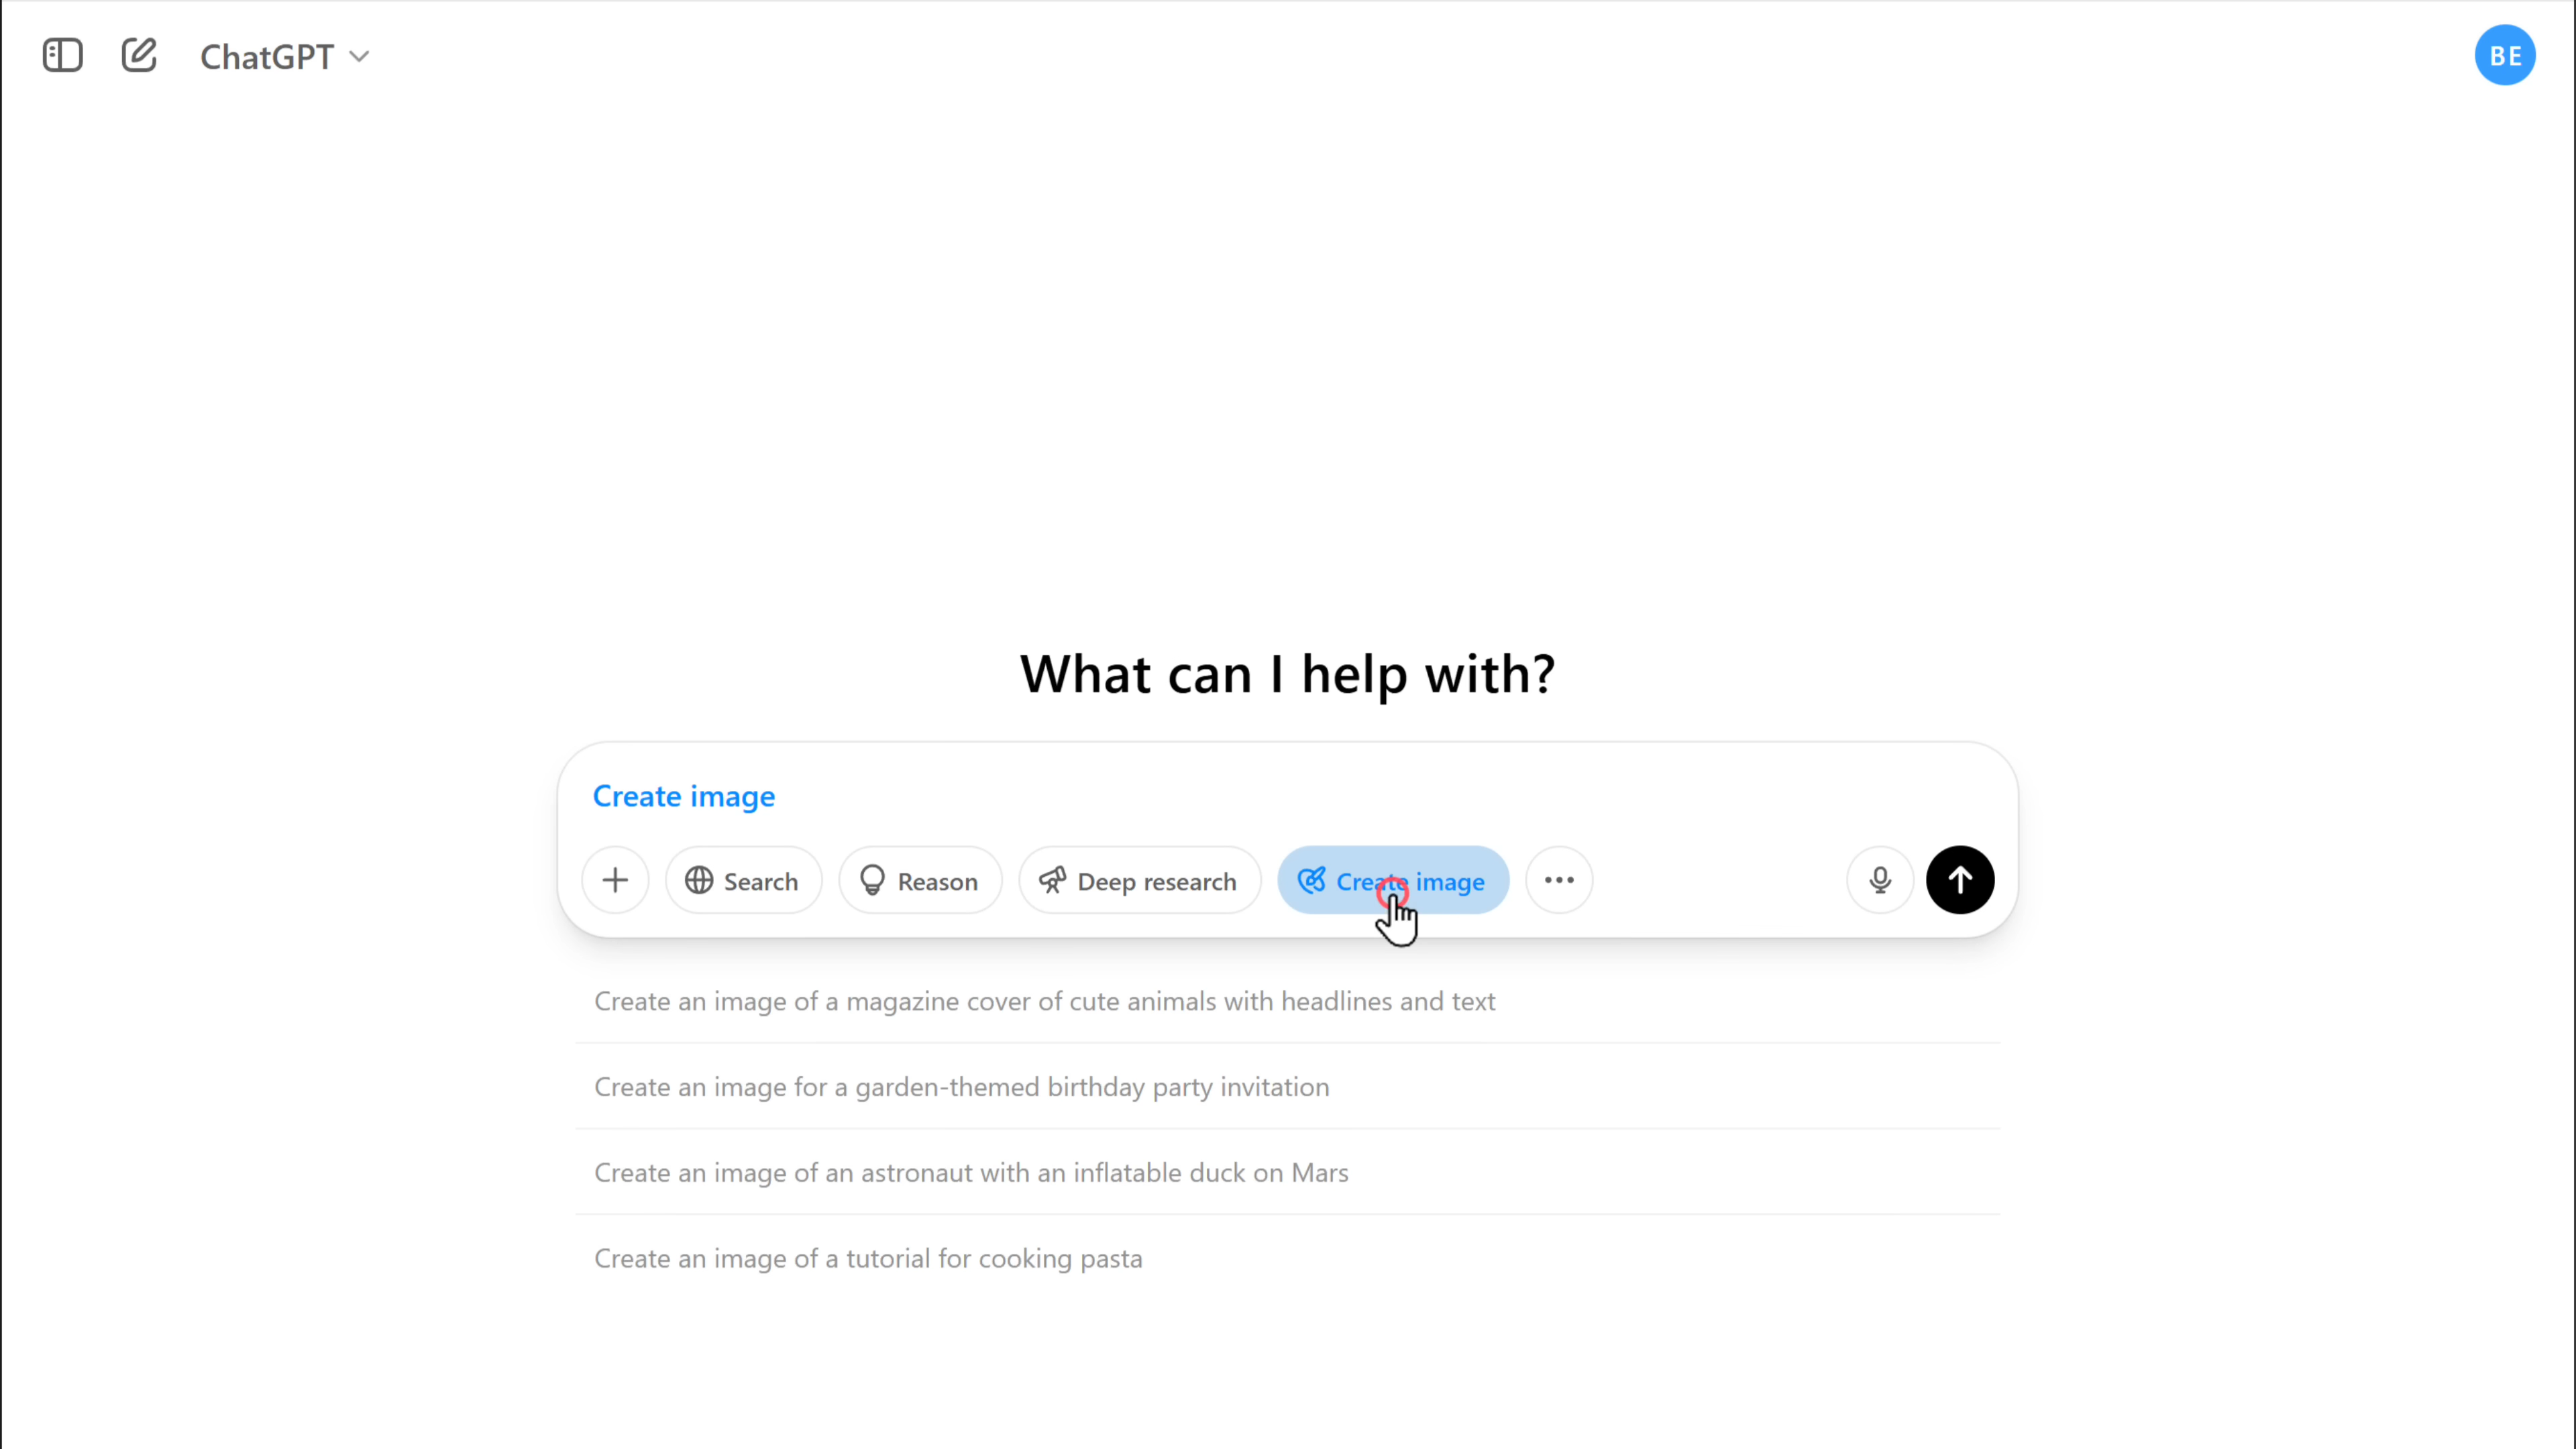 ChatGPT
BE
What can I help with?
Create image
Search Reason Deep research Create image
Create an image of a magazine cover of cute animals with headlines and text
Create an image for a garden-themed birthday party invitation
Create an image of an astronaut with an inflatable duck on Mars
Create an image of a tutorial for cooking pasta